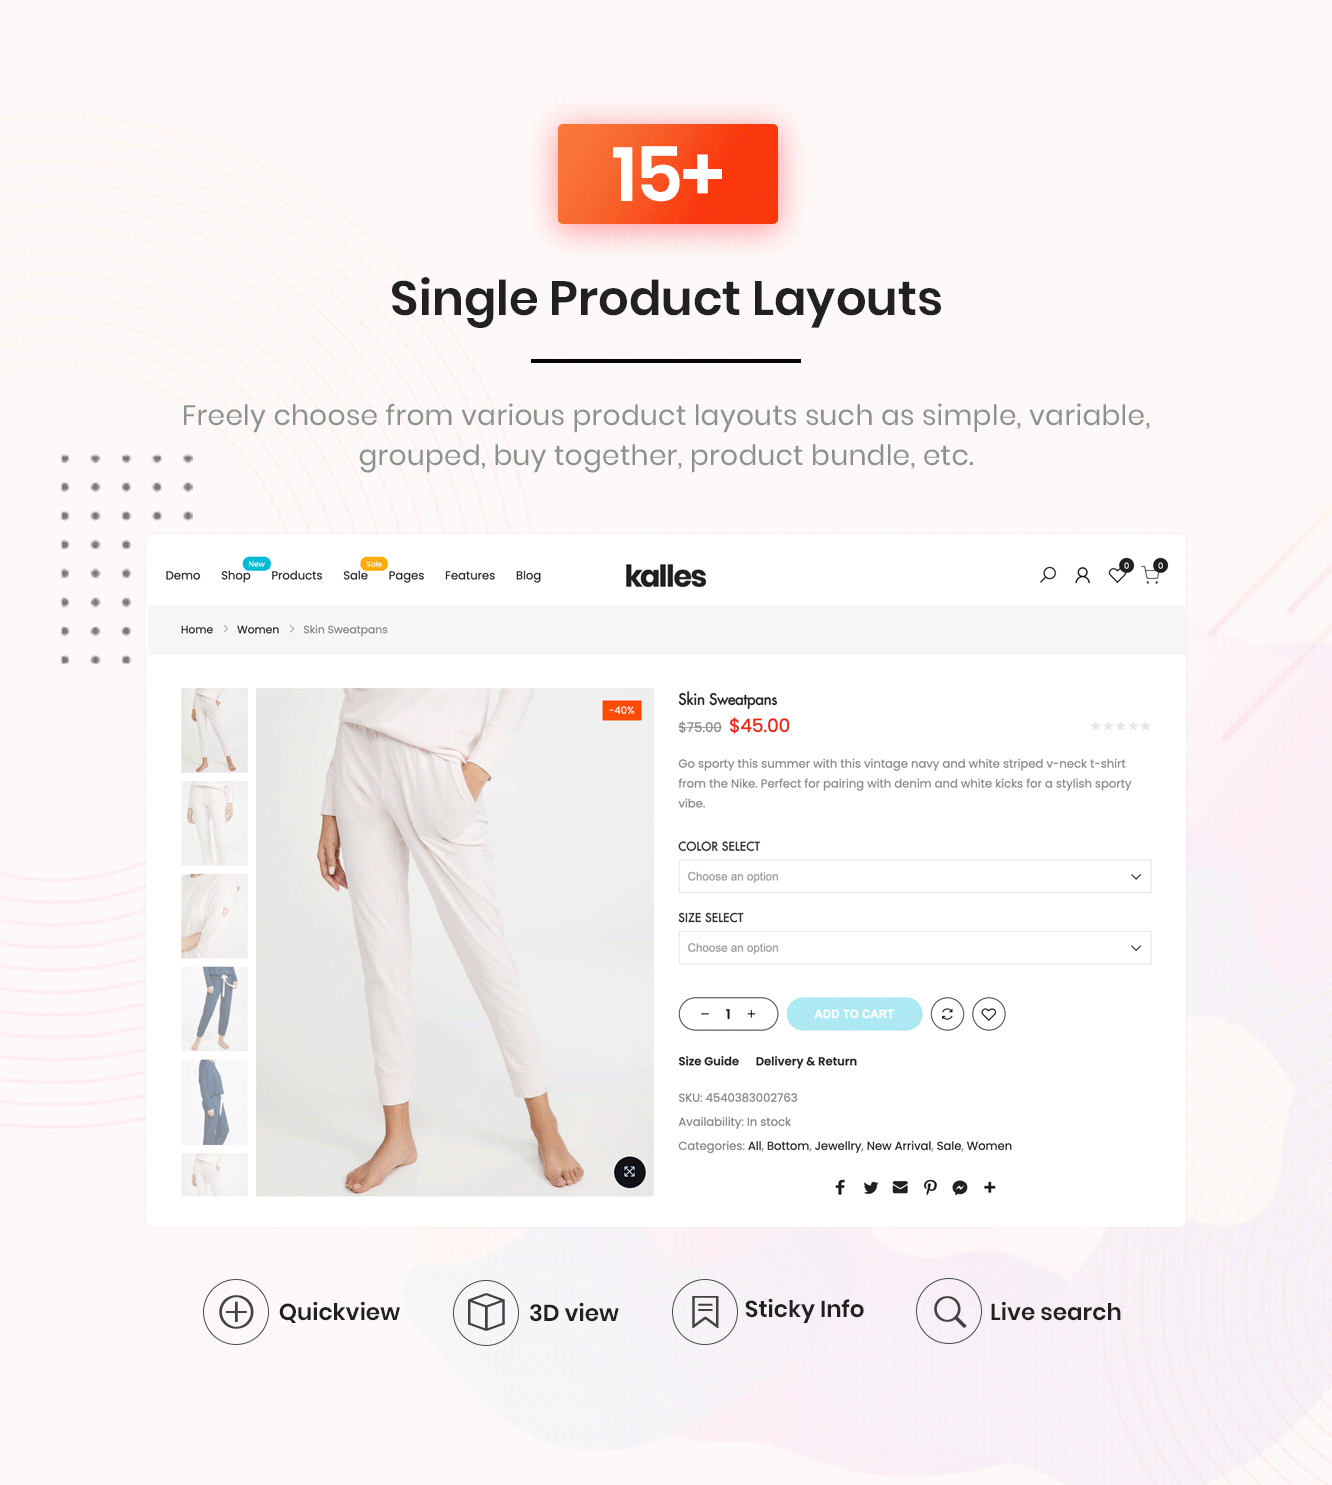 15+
Single Product Layouts
Freely choose from various product layouts such as simple, variable,
grouped, buy together, product bundle, etc.
New
Sale
Demo Shop Products Sale Pages Features Blog
kalles
0
0
Home > Women > Skin Sweatpans
-40%
Skin Sweatpans
$75.00 $45.00
Go sporty this summer with this vintage navy and white striped v-neck t-shirt
from the Nike. Perfect for pairing with denim and white kicks for a stylish sporty
vibe.
COLOR SELECT
Choose an option
SIZE SELECT
Choose an option
− 1 +
ADD TO CART
Size Guide Delivery & Return
SKU: 4540383002763
Availability: In stock
Categories: All, Bottom, Jewellry, New Arrival, Sale, Women
Quickview
3D view
Sticky Info
Live search